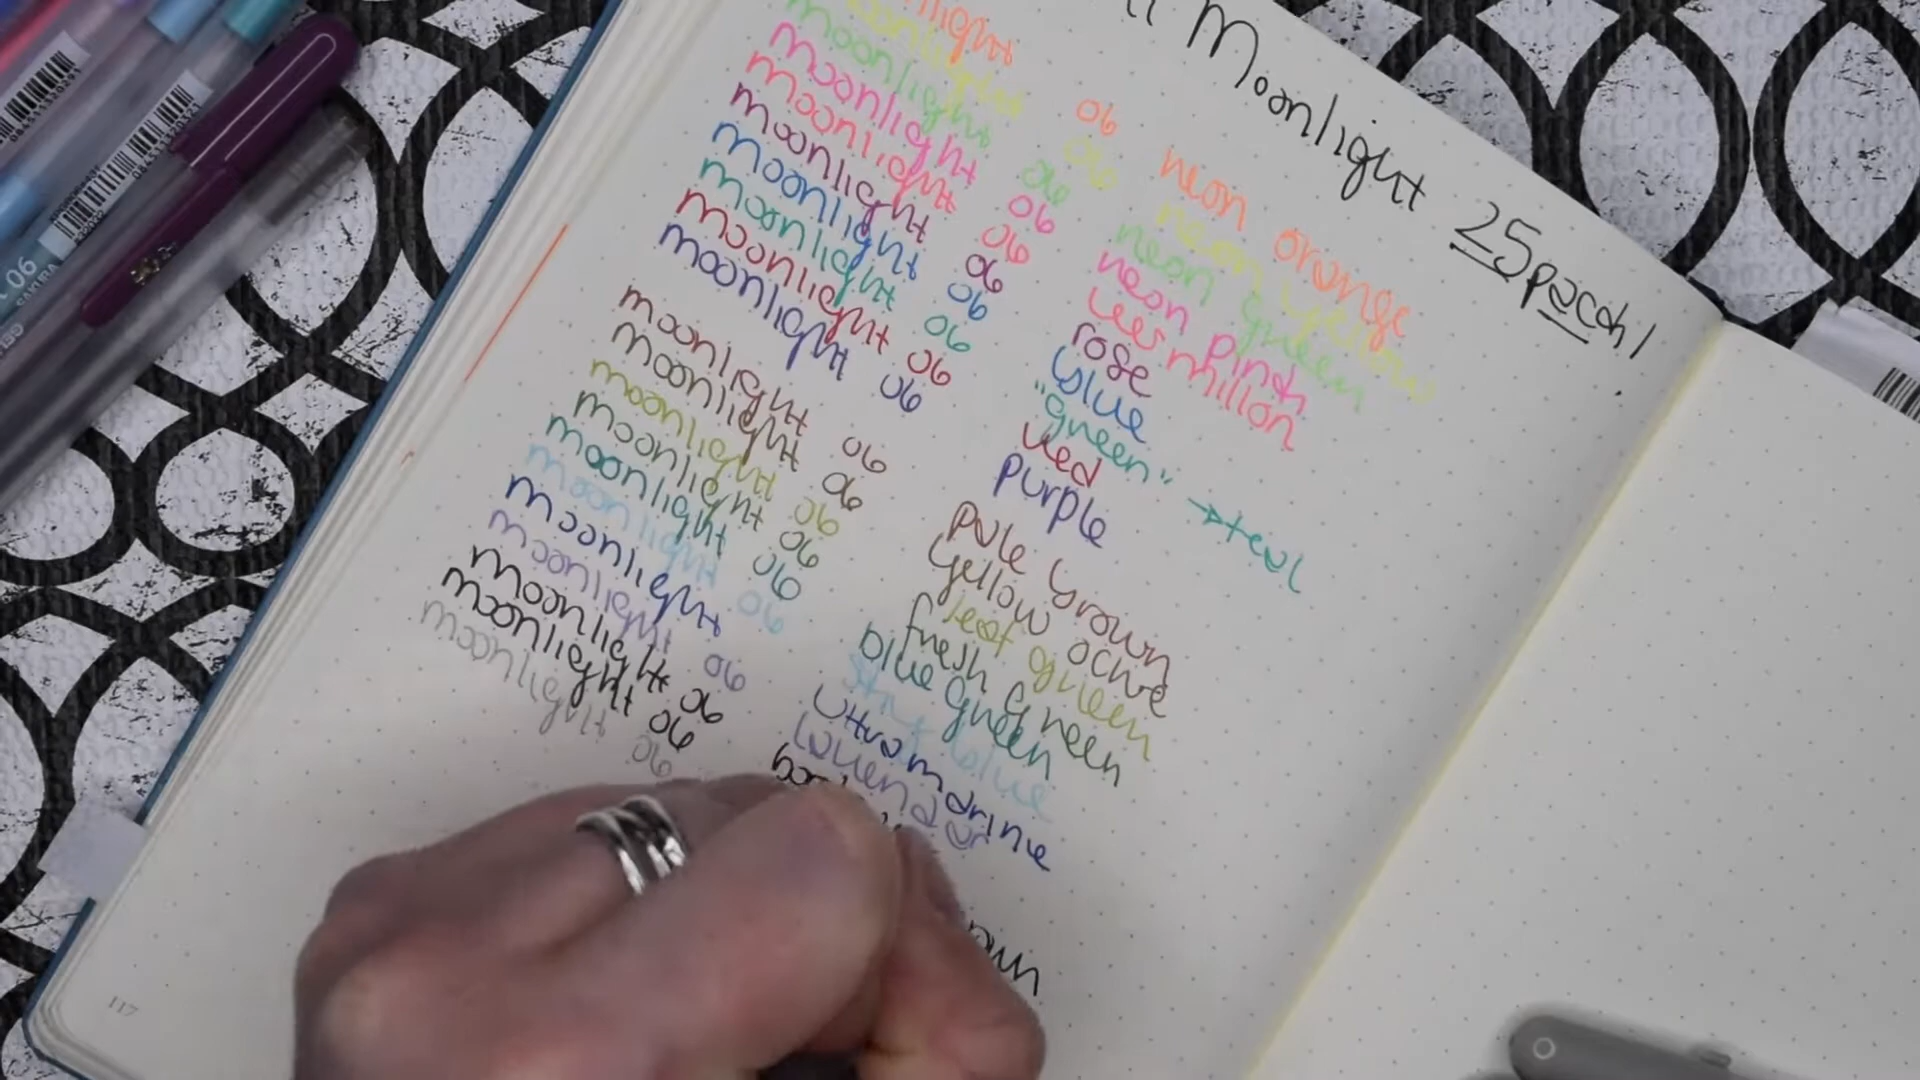 Moonlight 25pack!
moonlight 06 neon orange
moonlight 06 neon yellow
moonlight 06 neon green
moonlight 06 neon pink
moonlight 06 vermillion
moonlight 06 rose
moonlight 06 blue
moonlight 06 "green" → teal
moonlight 06 red
moonlight 06 purple
moonlight 06 pale brown
moonlight 06 yellow ochre
moonlight 06 leaf green
moonlight 06 fresh green
moonlight 06 blue green
moonlight 06 blue
moonlight 06 ultramarine
moonlight 06 lavender
moonlight 06
moonlight 06
moonlight 06
117
06